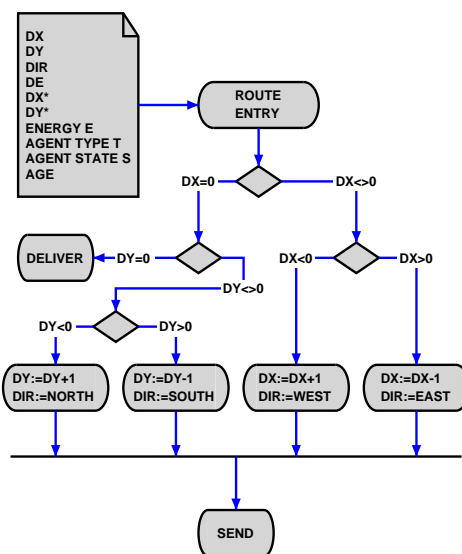 DX
DY
DIR
DE
DX*
DY*
ENERGY E
AGENT TYPE T
AGENT STATE S
AGE
ROUTE
ENTRY
DX=0
DX<>0
DELIVER
DY=0
DX<0
DX>0
DY<>0
DY<0
DY>0
DY:=DY+1
DIR:=NORTH
DY:=DY-1
DIR:=SOUTH
DX:=DX+1
DIR:=WEST
DX:=DX-1
DIR:=EAST
SEND